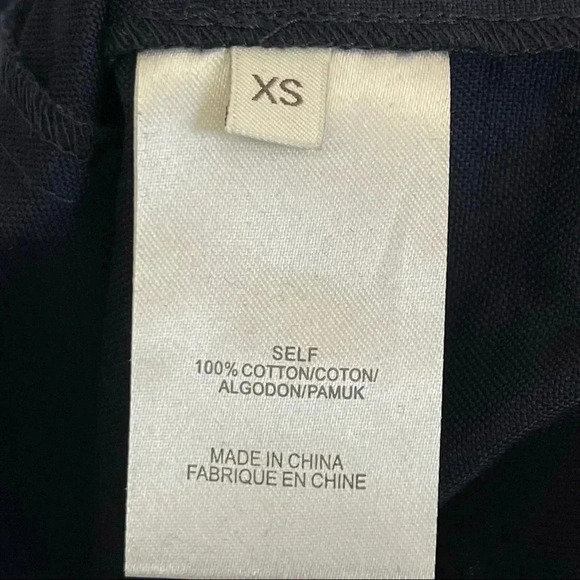 XS
SELF
100% COTTON/COTON/
ALGODON/PAMUK
MADE IN CHINA
FABRIQUE EN CHINE